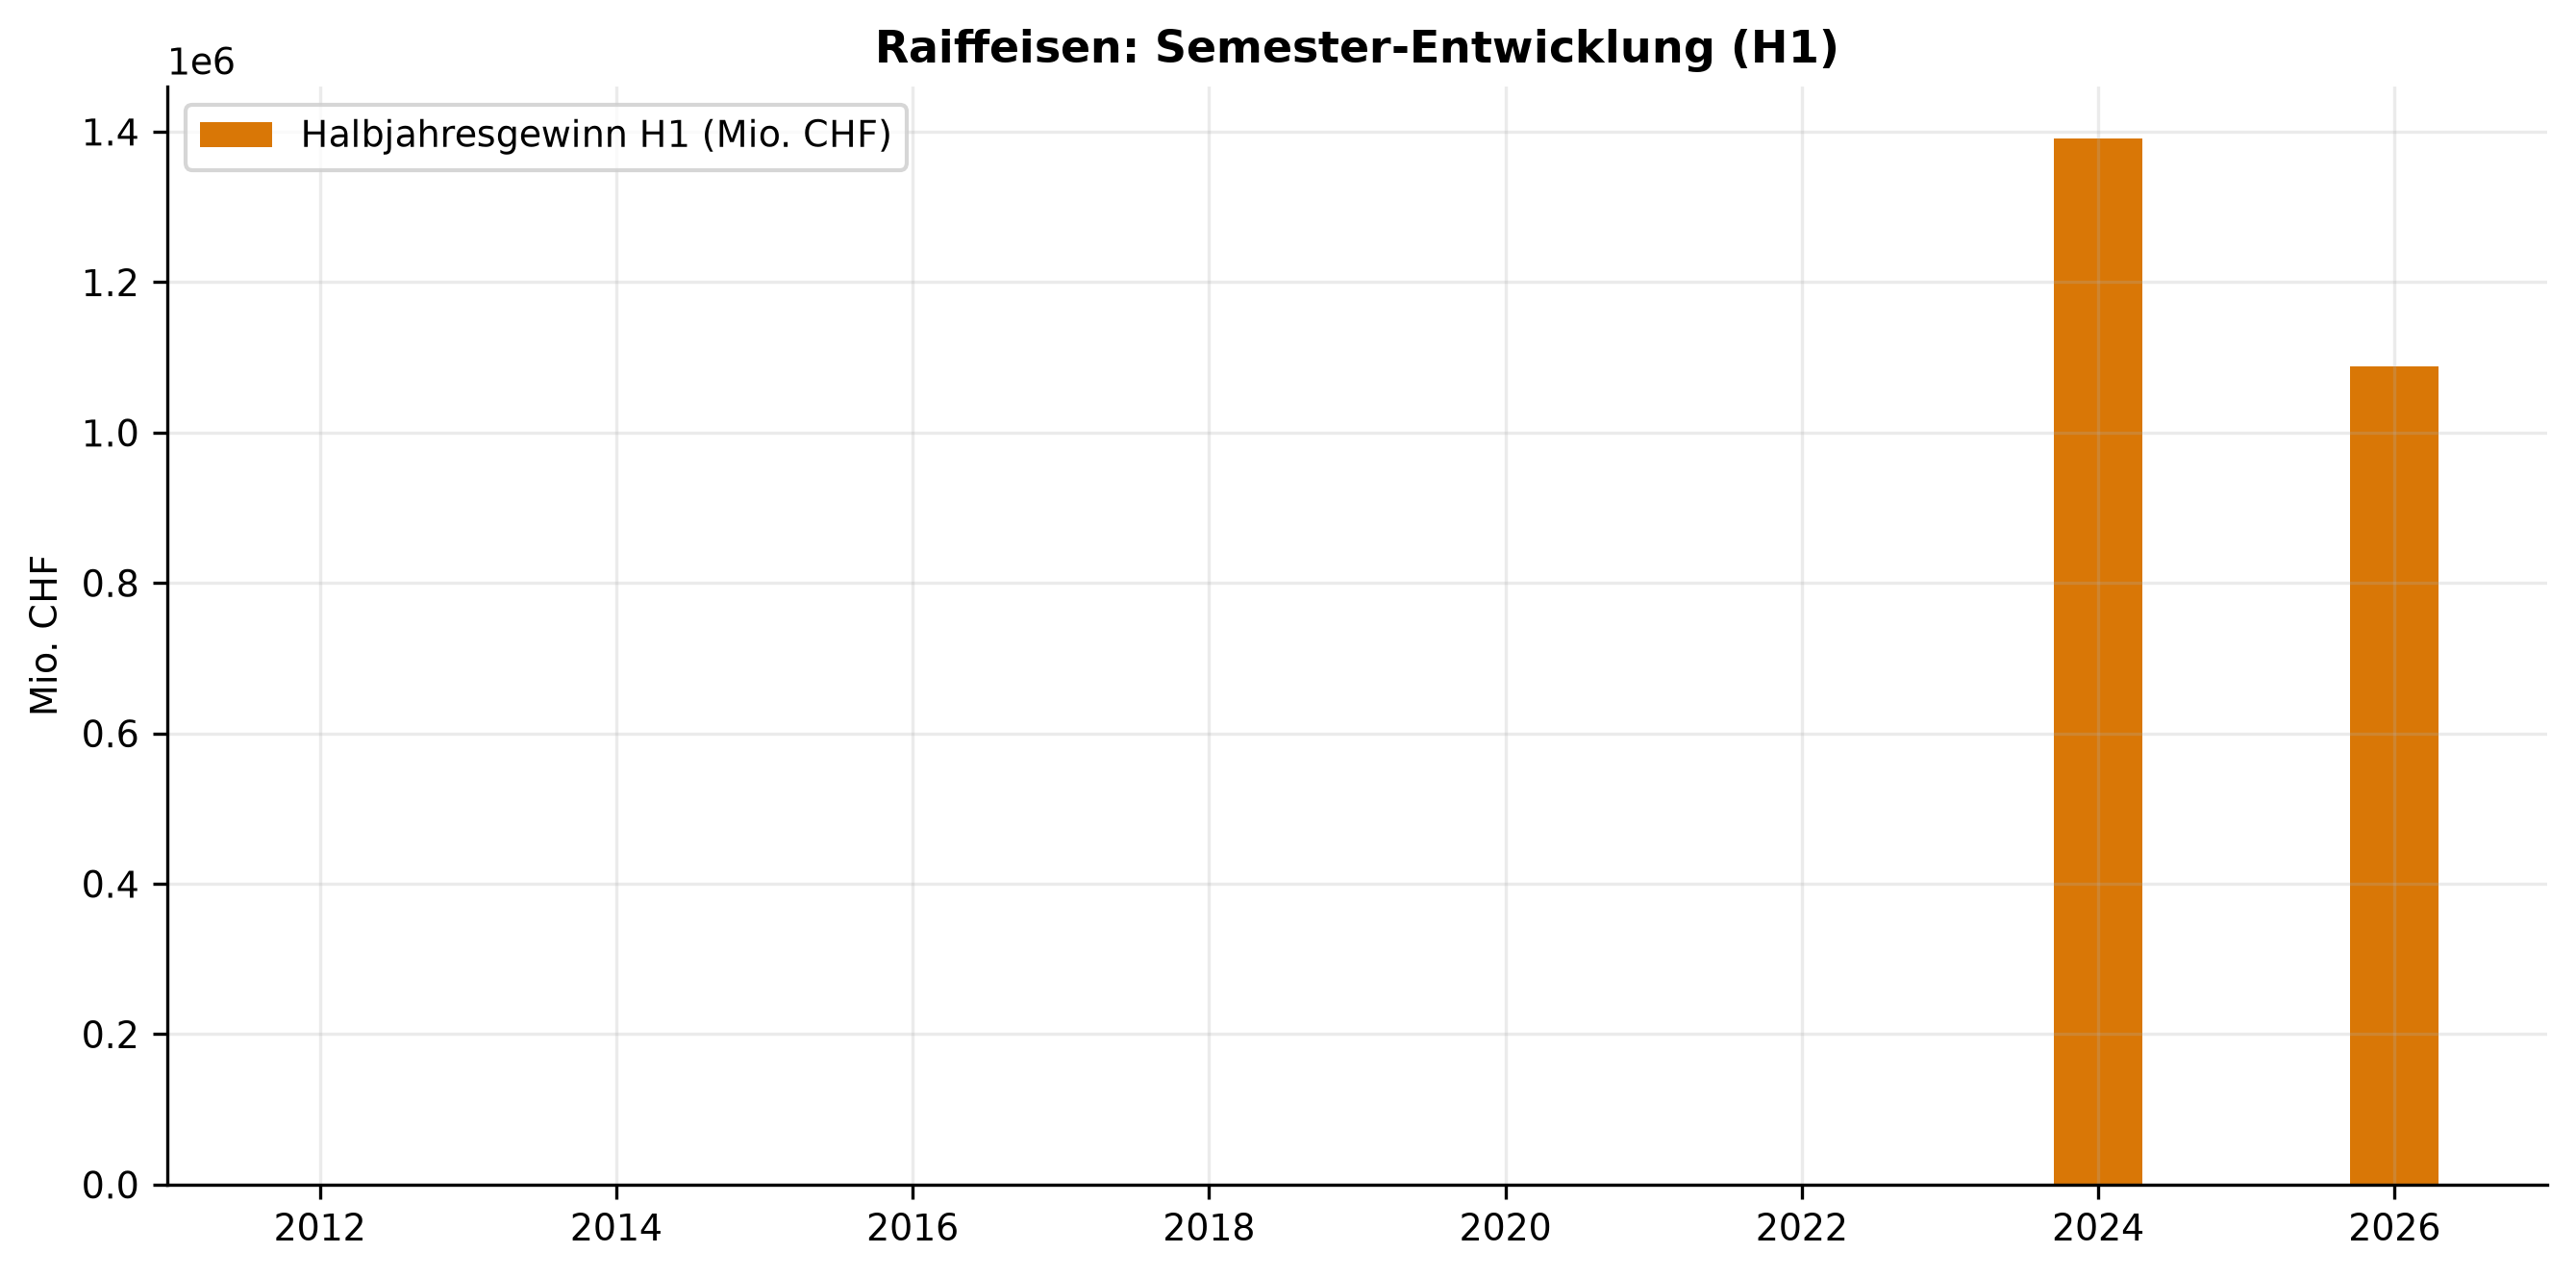 Raiffeisen: Semester-Entwicklung (H1)
1e6
Halbjahresgewinn H1 (Mio. CHF)
Mio. CHF
1.4
1.2
1.0
0.8
0.6
0.4
0.2
0.0
2012 2014 2016 2018 2020 2022 2024 2026